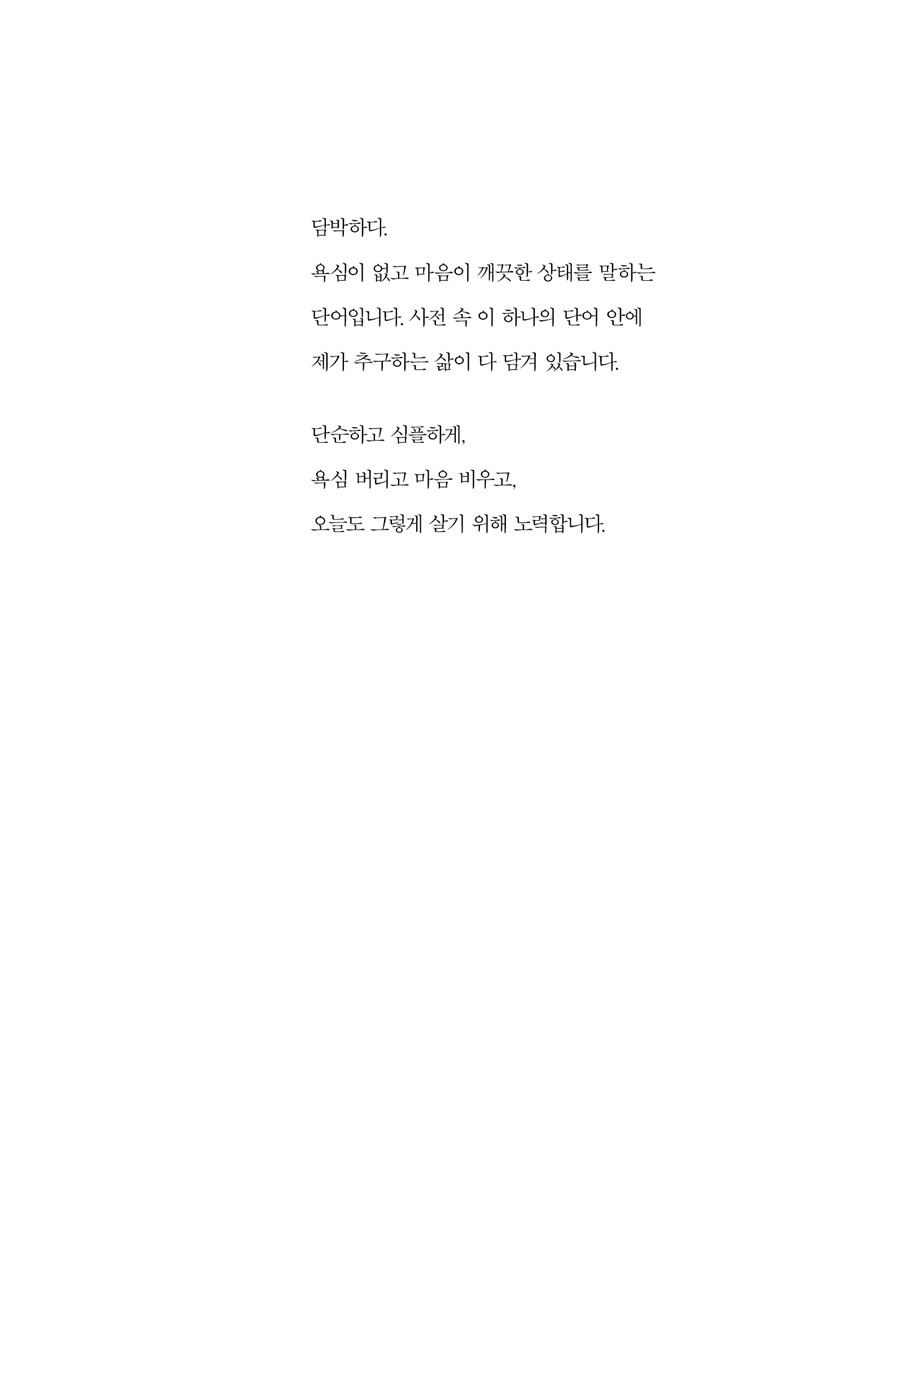 담박하다.
욕심이 없고 마음이 깨끗한 상태를 말하는
단어입니다. 사전 속 이 하나의 단어 안에
제가 추구하는 삶이 다 담겨 있습니다.
단순하고 심플하게,
욕심 버리고 마음 비우고,
오늘도 그렇게 살기 위해 노력합니다.